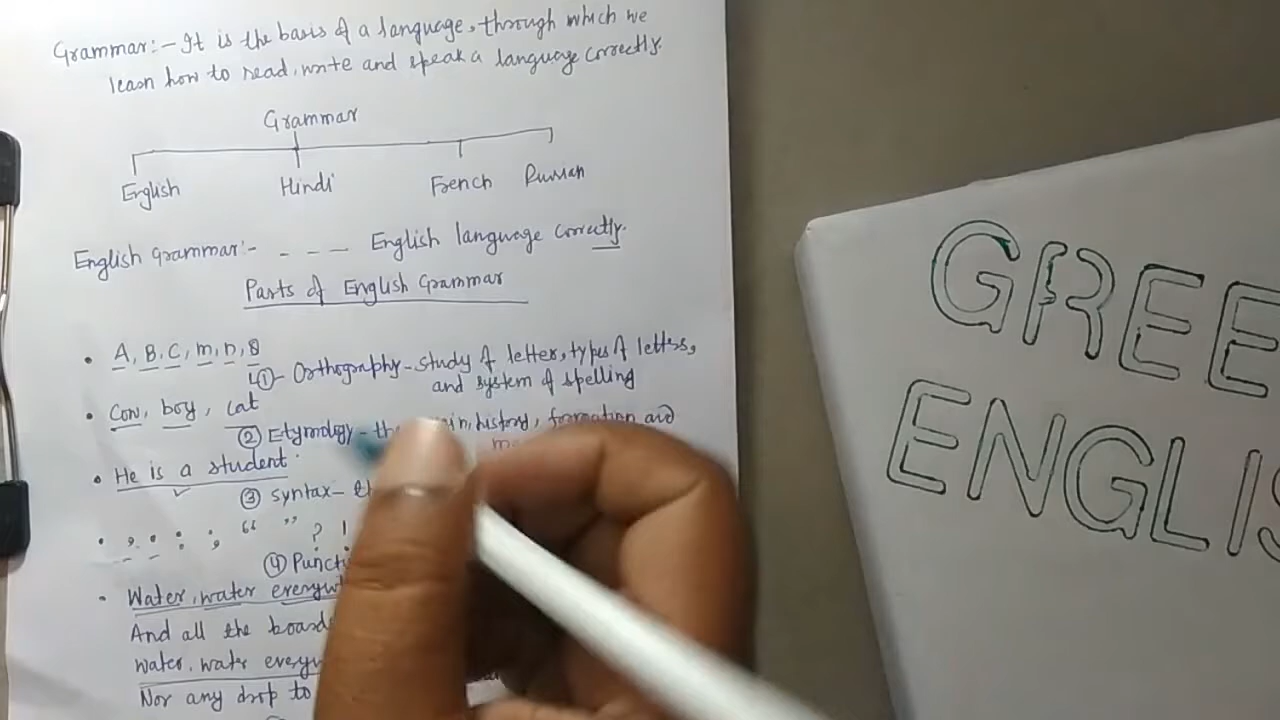 Grammar:- It is the basis of a language, through which we
learn how to read, write and speak a language correctly.
Grammar
English Hindi French Russian
English Grammar:- - - - English language correctly.
Parts of English Grammar
• A, B, C, m, n, 8
① - Orthography - study of letter, types of letters,
and system of spelling
• Cow, boy, cat
② Etymology - history, formation and
• He is a student.
③ Syntax -
• , . : ; “ ” ? !
④
• Water, water
And all the
Water, water
Nor any drop to
GREE
ENGLIS